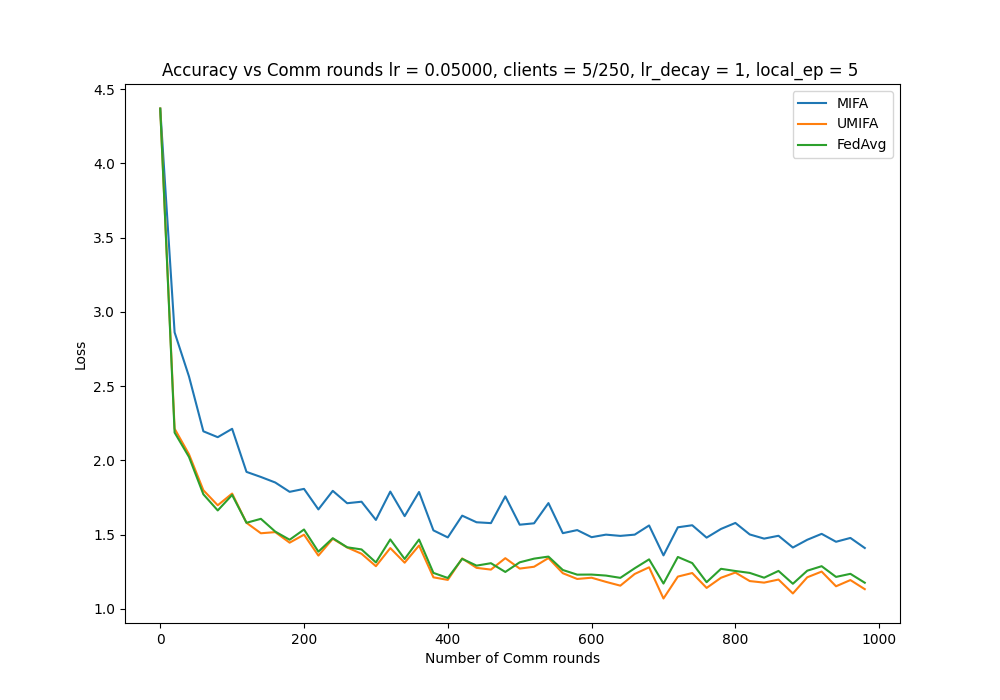 Accuracy vs Comm rounds lr = 0.05000, clients = 5/250, lr_decay = 1, local_ep = 5
MIFA
UMIFA
FedAvg
4.5
4.0
3.5
3.0
2.5
2.0
1.5
1.0
Loss
0 200 400 600 800 1000
Number of Comm rounds